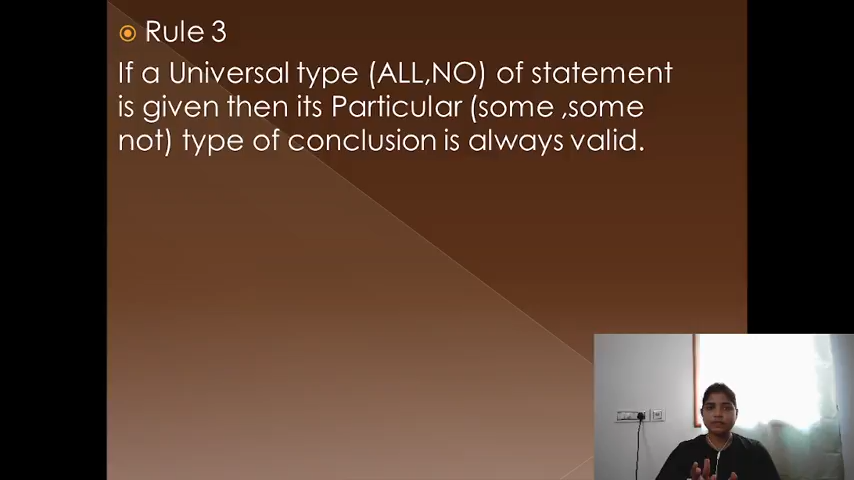 Rule 3
If a Universal type (ALL,NO) of statement
is given then its Particular (some ,some
not) type of conclusion is always valid.